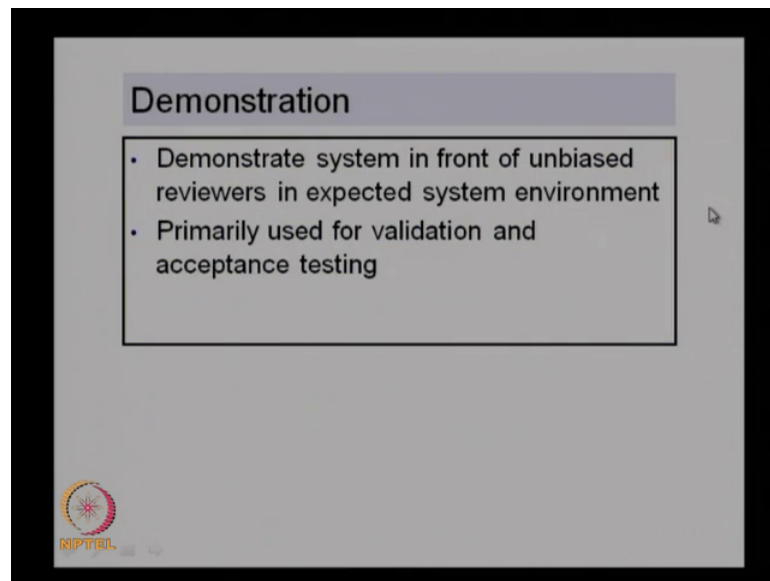 Demonstration
• Demonstrate system in front of unbiased
reviewers in expected system environment
• Primarily used for validation and
acceptance testing
NPTEL